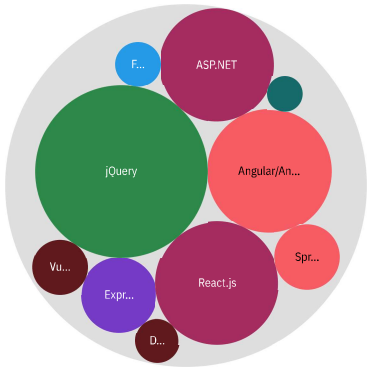 F...
ASP.NET
jQuery
Angular/An...
Vu...
Expr...
React.js
Spr...
D...